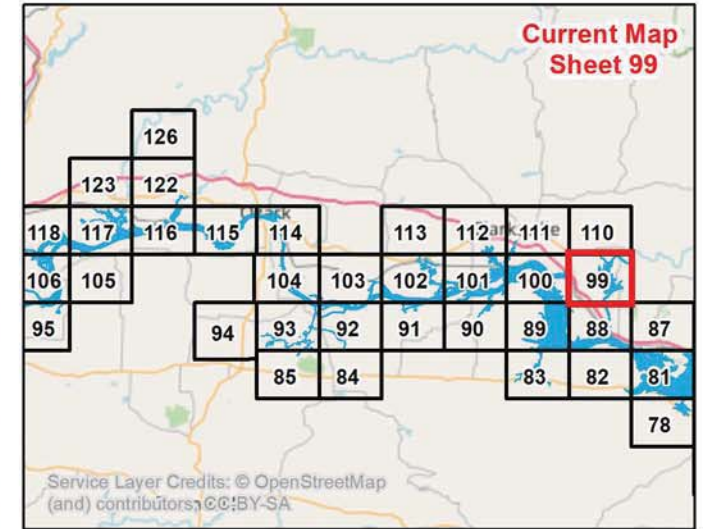 Current Map
Sheet 99
126
123 122
118 117 116 115 114 113 112 111 110
106 105 104 103 102 101 100 99
95 94 93 92 91 90 89 88 87
85 84 83 82 81
78
Service Layer Credits: © OpenStreetMap
(and) contributors, CC-BY-SA